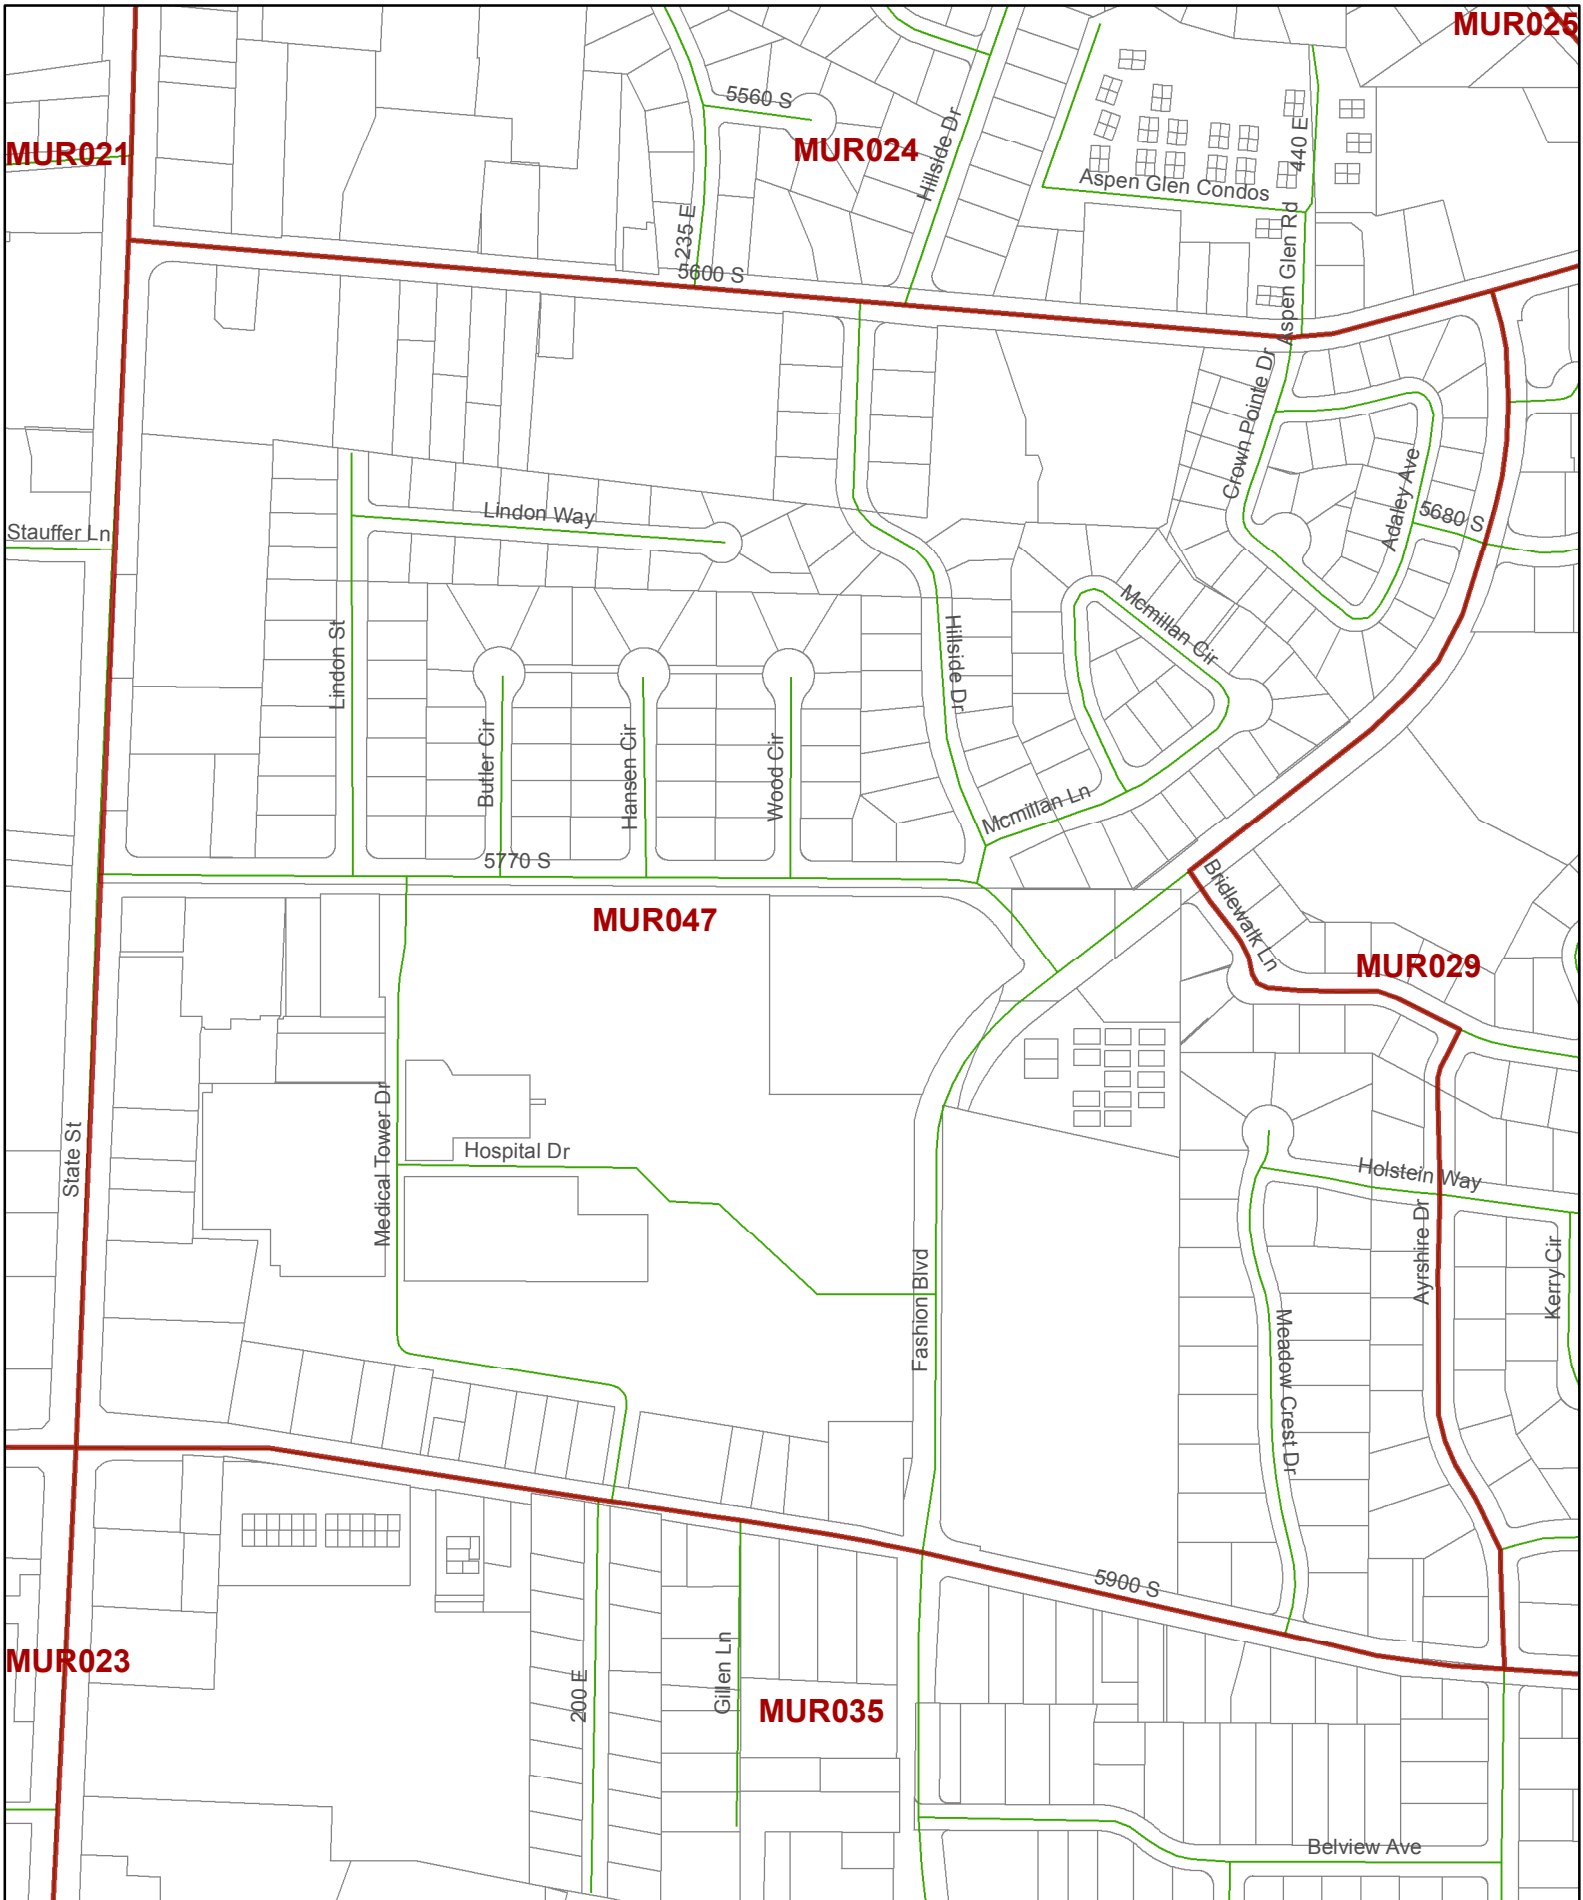 MUR025
5560 S
MUR021
MUR024
Hillside Dr
440 E
Aspen Glen Condos
235 E
Aspen Glen Rd
5600 S
Crown Pointe Dr
Adaley Ave
Lindon Way
5680 S
Stauffer Ln
Mcmillan Cir
Lindon St
Hillside Dr
Butler Cir
Hansen Cir
Wood Cir
Mcmillan Ln
5770 S
MUR047
Bridlewalk Ln
MUR029
State St
Medical Tower Dr
Hospital Dr
Holstein Way
Ayrshire Dr
Kerry Cir
Fashion Blvd
Meadow Crest Dr
5900 S
MUR023
200 E
Gillen Ln
MUR035
Belview Ave